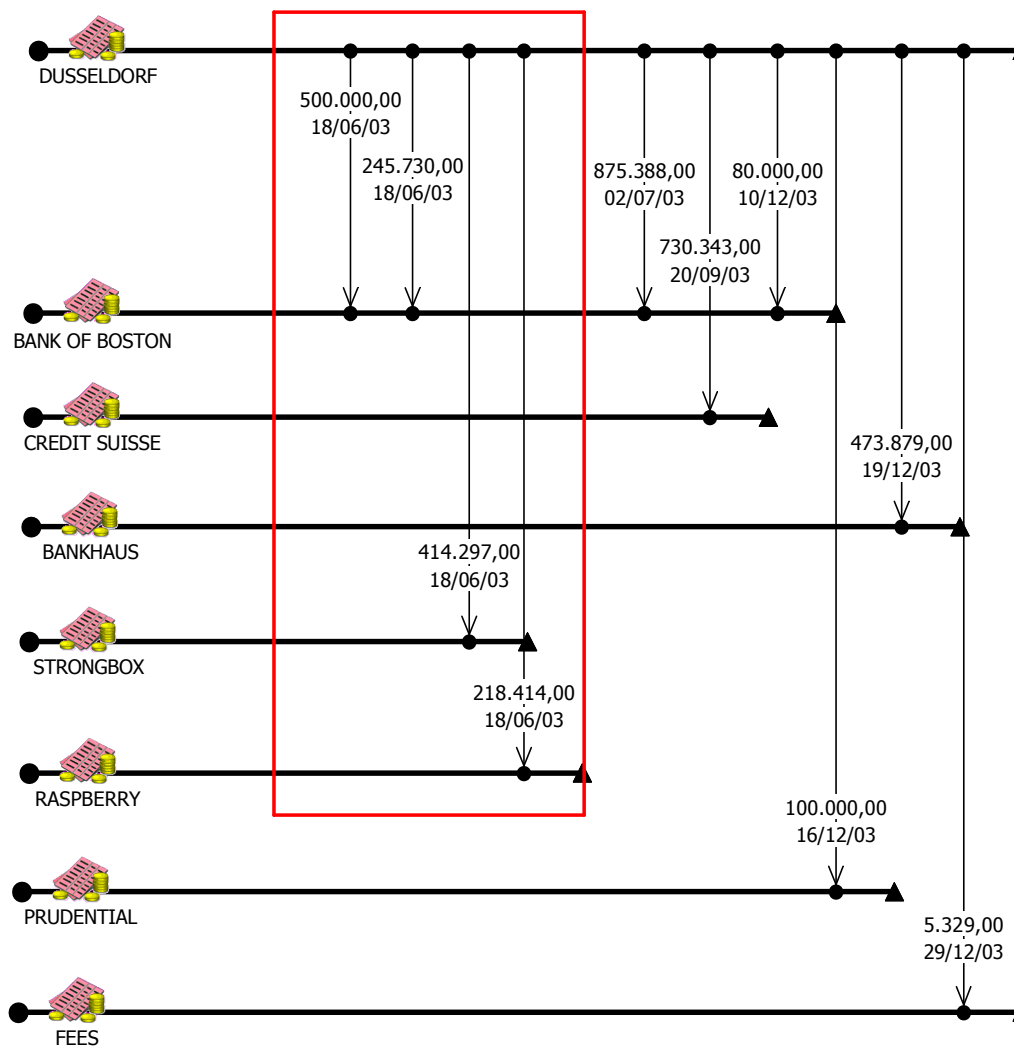 DUSSELDORF
500.000,00
18/06/03
245.730,00
18/06/03
875.388,00
02/07/03
80.000,00
10/12/03
730.343,00
20/09/03
BANK OF BOSTON
CREDIT SUISSE
473.879,00
19/12/03
BANKHAUS
414.297,00
18/06/03
STRONGBOX
218.414,00
18/06/03
RASPBERRY
100.000,00
16/12/03
PRUDENTIAL
5.329,00
29/12/03
FEES